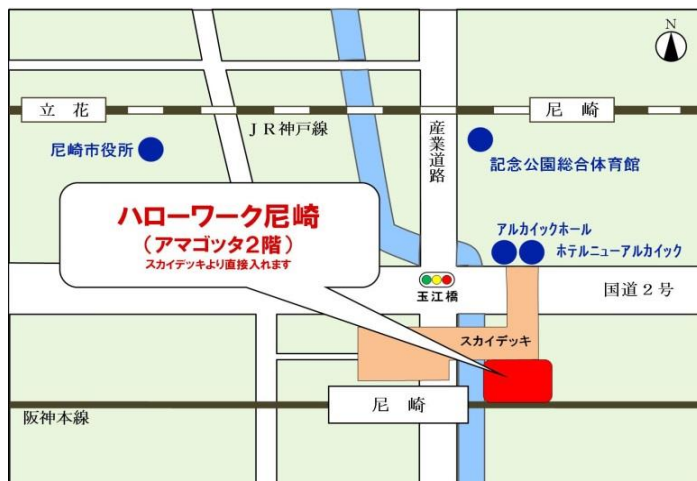 N
立花
尼崎
JR神戸線
産業道路
尼崎市役所
記念公園総合体育館
ハローワーク尼崎
(アマゴッタ2階)
スカイデッキより直接入れます
アルカイックホール
ホテルニューアルカイック
玉江橋
国道2号
スカイデッキ
尼崎
阪神本線